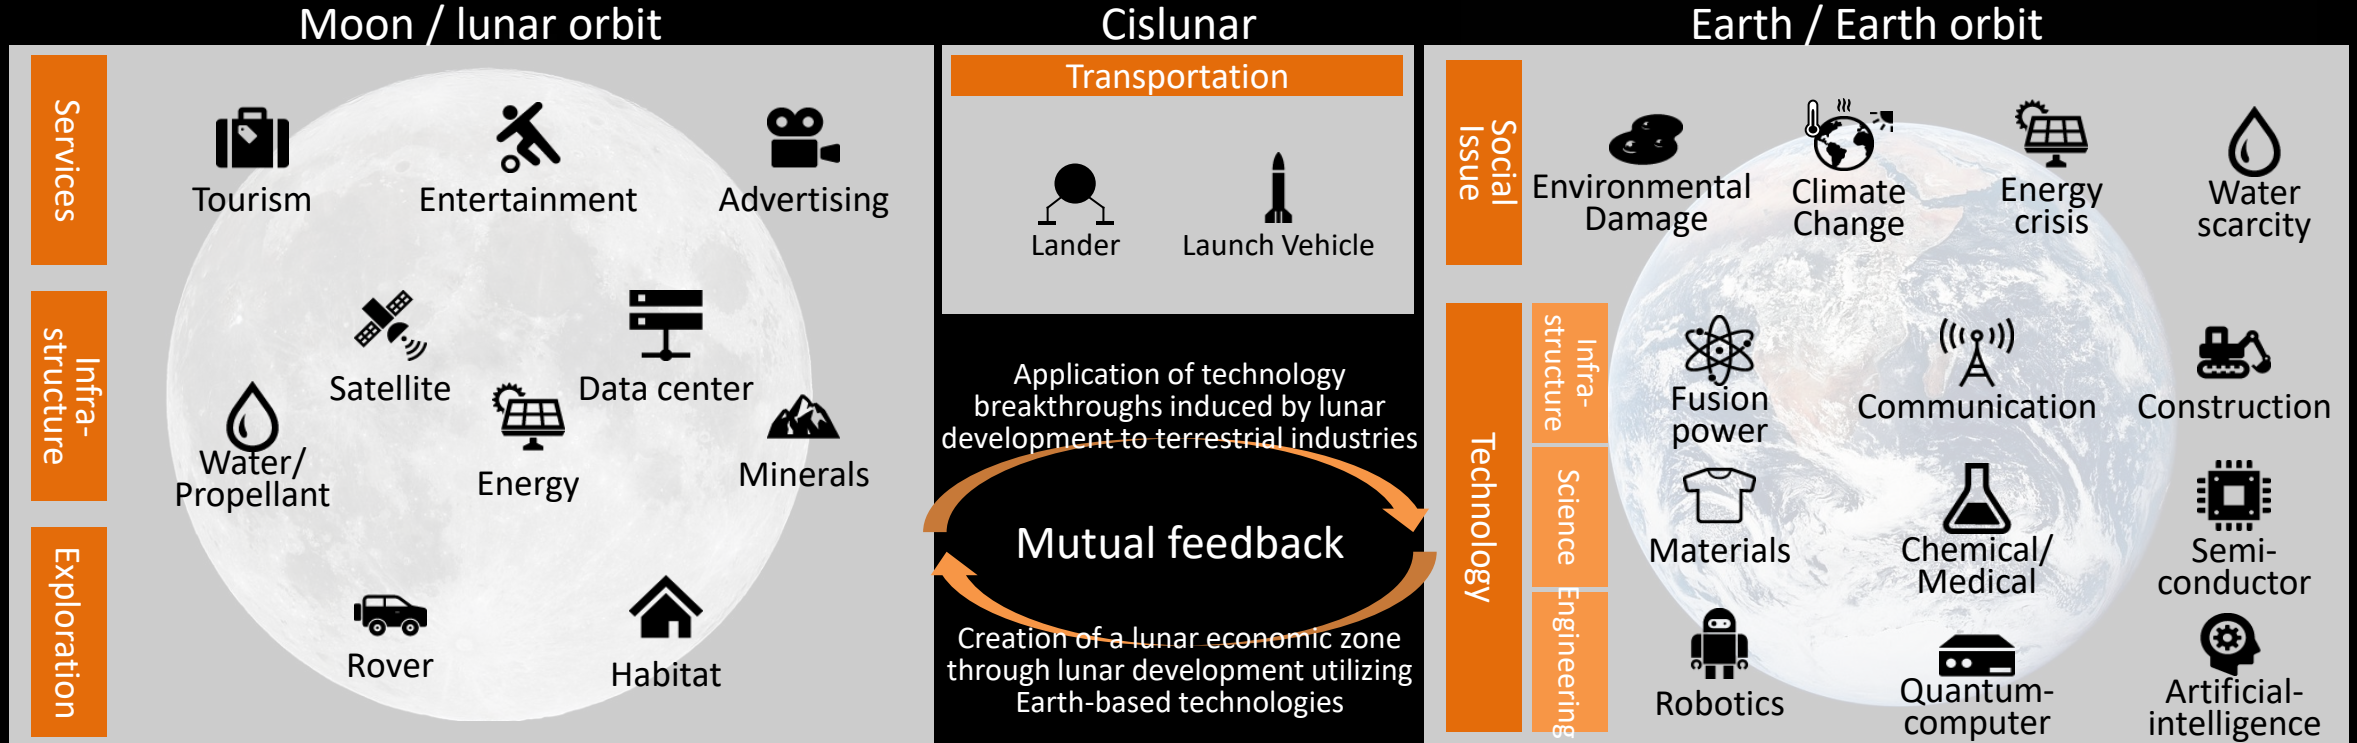 Moon / lunar orbit
Services
Tourism
Entertainment
Advertising
Infra-
structure
Satellite
Data center
Water/
Propellant
Energy
Minerals
Exploration
Rover
Habitat
Cislunar
Transportation
Lander
Launch Vehicle
Application of technology
breakthroughs induced by lunar
development to terrestrial industries
Mutual feedback
Creation of a lunar economic zone
through lunar development utilizing
Earth-based technologies
Earth / Earth orbit
Social
Issue
Environmental
Damage
Climate
Change
Energy
crisis
Water
scarcity
Technology
Infra-
structure
Fusion
power
Communication
Construction
Science
Materials
Chemical/
Medical
Semi-
conductor
Engineering
Robotics
Quantum-
computer
Artificial-
intelligence